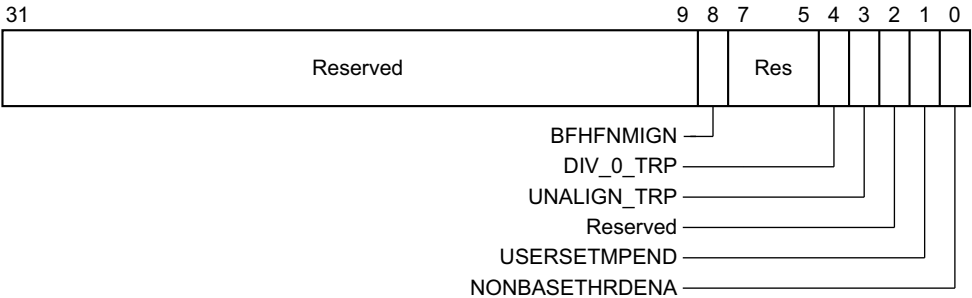 31 9 8 7 5 4 3 2 1 0
Reserved Res
BFHFNMIGN
DIV_0_TRP
UNALIGN_TRP
Reserved
USERSETMPEND
NONBASETHRDENA